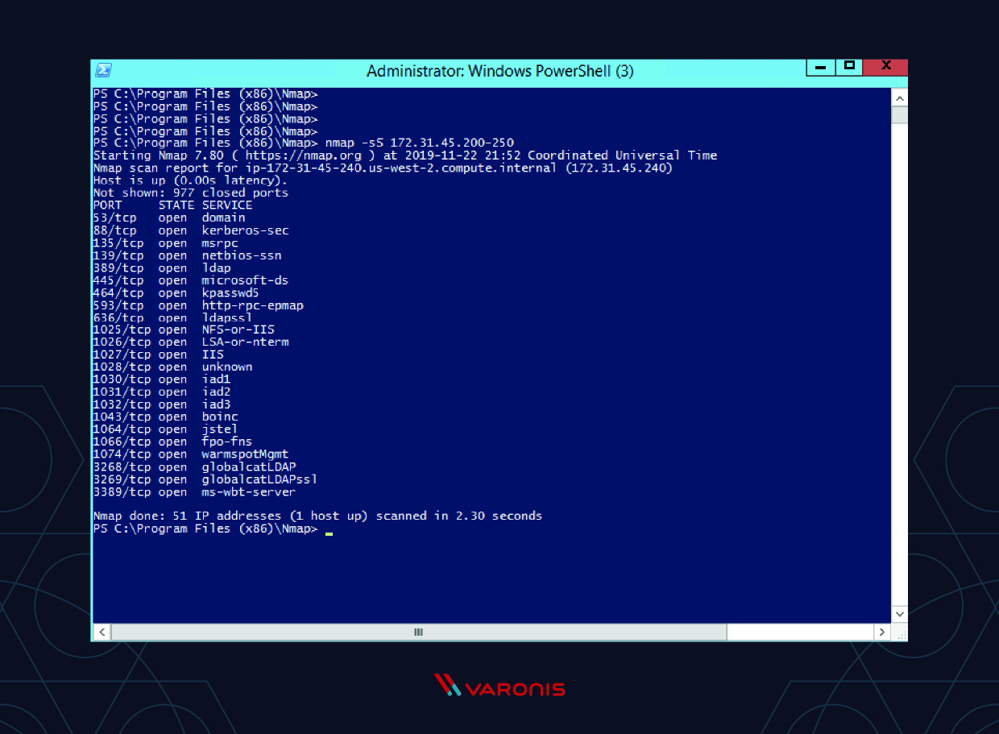 Administrator: Windows PowerShell (3)
PS C:\Program Files (x86)\Nmap>
PS C:\Program Files (x86)\Nmap>
PS C:\Program Files (x86)\Nmap>
PS C:\Program Files (x86)\Nmap>
PS C:\Program Files (x86)\Nmap> nmap -sS 172.31.45.200-250
Starting Nmap 7.80 ( https://nmap.org ) at 2019-11-22 21:52 Coordinated Universal Time
Nmap scan report for ip-172-31-45-240.us-west-2.compute.internal (172.31.45.240)
Host is up (0.00s latency).
Not shown: 977 closed ports
PORT     STATE SERVICE
53/tcp   open  domain
88/tcp   open  kerberos-sec
135/tcp  open  msrpc
139/tcp  open  netbios-ssn
389/tcp  open  ldap
445/tcp  open  microsoft-ds
464/tcp  open  kpasswd5
593/tcp  open  http-rpc-epmap
636/tcp  open  ldapssl
1025/tcp open  NFS-or-IIS
1026/tcp open  LSA-or-nterm
1027/tcp open  IIS
1028/tcp open  unknown
1030/tcp open  iad1
1031/tcp open  iad2
1032/tcp open  iad3
1043/tcp open  boinc
1064/tcp open  jstel
1066/tcp open  fpo-fns
1074/tcp open  warmspotMgmt
3268/tcp open  globalcatLDAP
3269/tcp open  globalcatLDAPssl
3389/tcp open  ms-wbt-server
Nmap done: 51 IP addresses (1 host up) scanned in 2.30 seconds
PS C:\Program Files (x86)\Nmap>
VARONIS